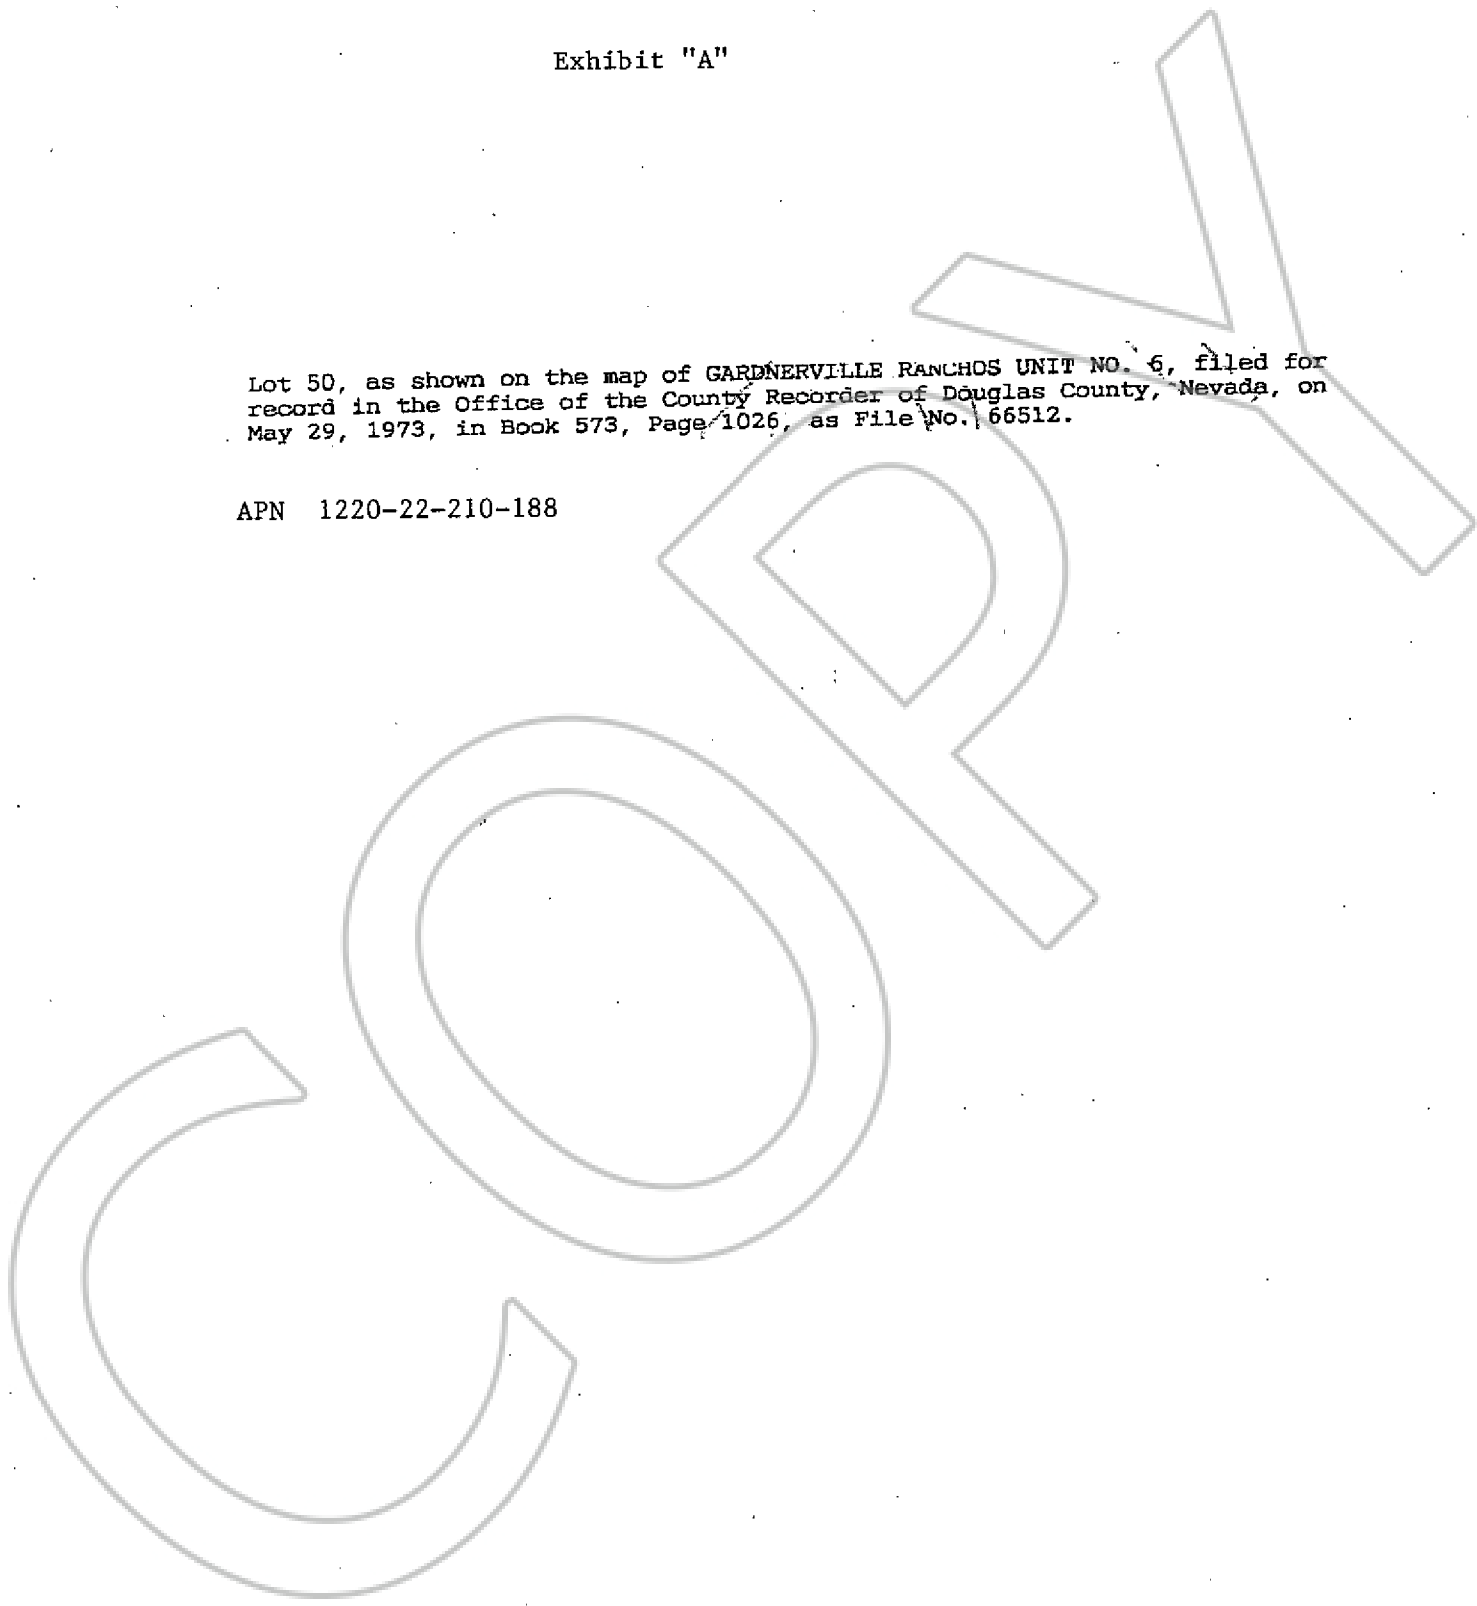 Exhibit "A"
Lot 50, as shown on the map of GARDNERVILLE RANCHOS UNIT NO. 6, filed for
record in the Office of the County Recorder of Douglas County, Nevada, on
May 29, 1973, in Book 573, Page 1026, as File No. 66512.
APN 1220-22-210-188
COPY